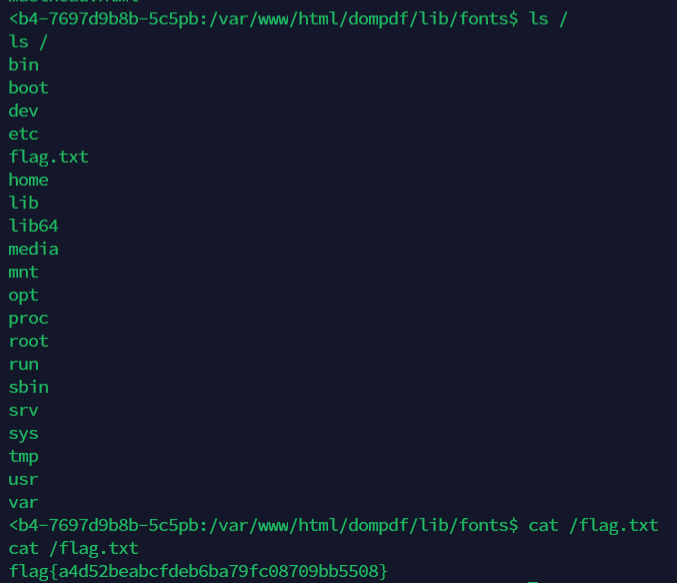 <b4-7697d9b8b-5c5pb:/var/www/html/dompdf/lib/fonts$ ls /
ls /
bin
boot
dev
etc
flag.txt
home
lib
lib64
media
mnt
opt
proc
root
run
sbin
srv
sys
tmp
usr
var
<b4-7697d9b8b-5c5pb:/var/www/html/dompdf/lib/fonts$ cat /flag.txt
cat /flag.txt
flag{a4d52beabcfdeb6ba79fc08709bb5508}